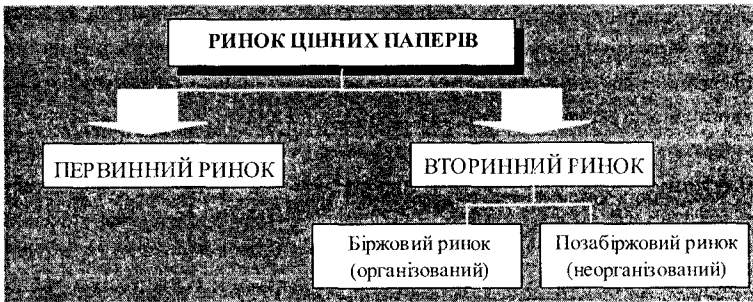 РИНОК ЦІННИХ ПАПЕРІВ
ПЕРВИННИЙ РИНОК
ВТОРИННИЙ РИНОК
Біржовий ринок
(організований)
Позабіржовий ринок
(неорганізований)